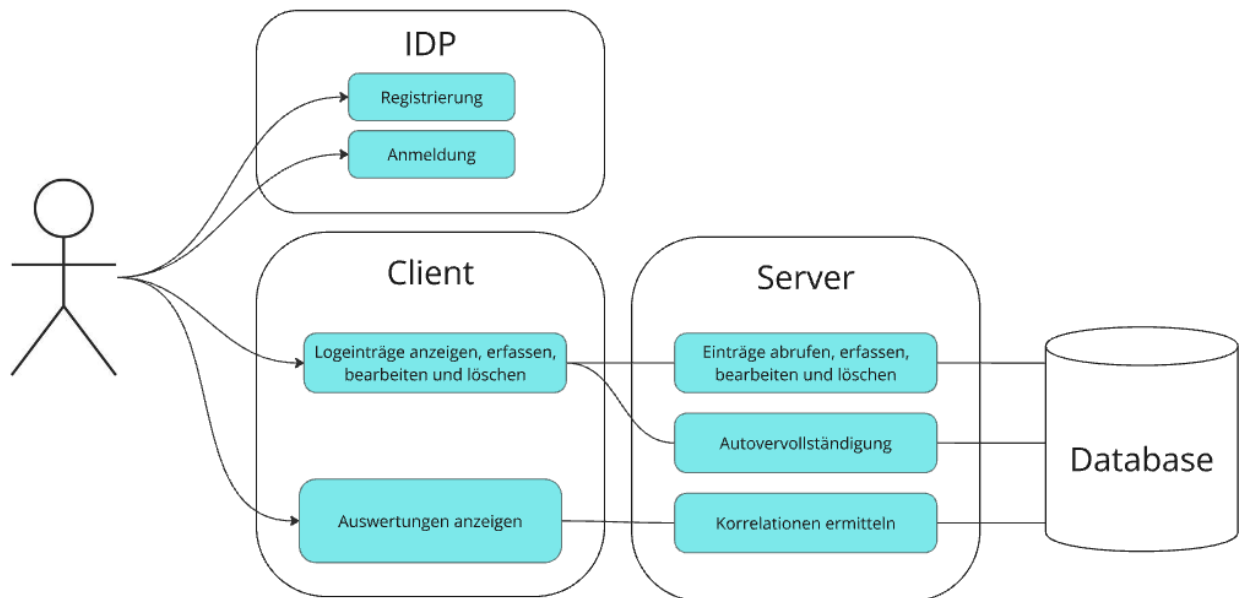 IDP
Registrierung
Anmeldung
Client
Logeinträge anzeigen, erfassen,
bearbeiten und löschen
Auswertungen anzeigen
Server
Einträge abrufen, erfassen,
bearbeiten und löschen
Autovervollständigung
Korrelationen ermitteln
Database